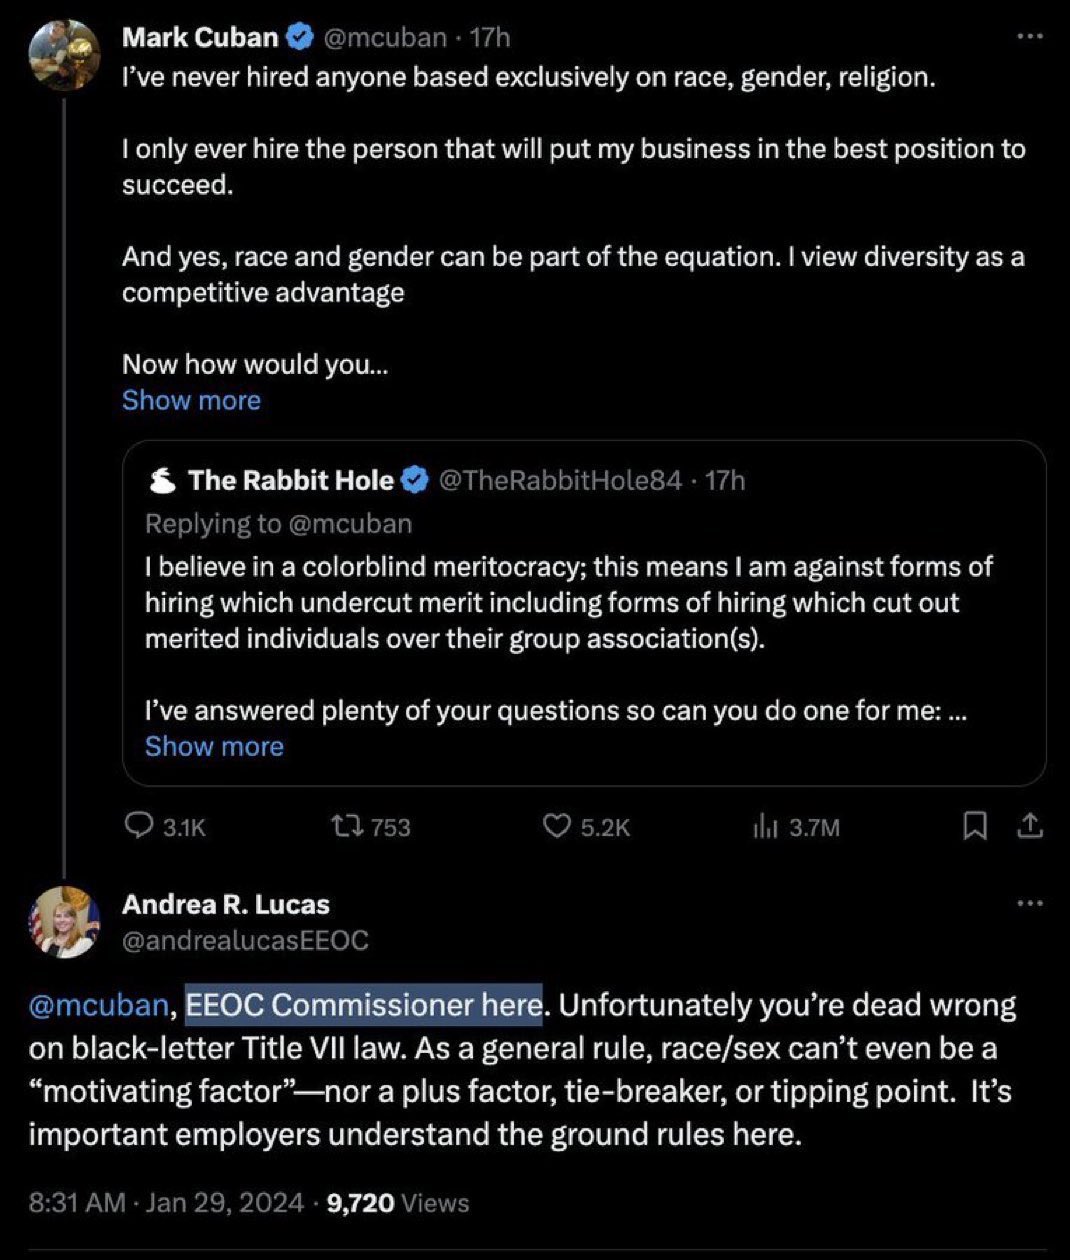 Mark Cuban @mcuban · 17h
I’ve never hired anyone based exclusively on race, gender, religion.
I only ever hire the person that will put my business in the best position to
succeed.
And yes, race and gender can be part of the equation. I view diversity as a
competitive advantage
Now how would you...
Show more
The Rabbit Hole @TheRabbitHole84 · 17h
Replying to @mcuban
I believe in a colorblind meritocracy; this means I am against forms of
hiring which undercut merit including forms of hiring which cut out
merited individuals over their group association(s).
I’ve answered plenty of your questions so can you do one for me: ...
Show more
3.1K 753 5.2K 3.7M
Andrea R. Lucas
@andrealucasEEOC
@mcuban, EEOC Commissioner here. Unfortunately you’re dead wrong
on black-letter Title VII law. As a general rule, race/sex can’t even be a
“motivating factor”—nor a plus factor, tie-breaker, or tipping point.  It’s
important employers understand the ground rules here.
8:31 AM · Jan 29, 2024 · 9,720 Views